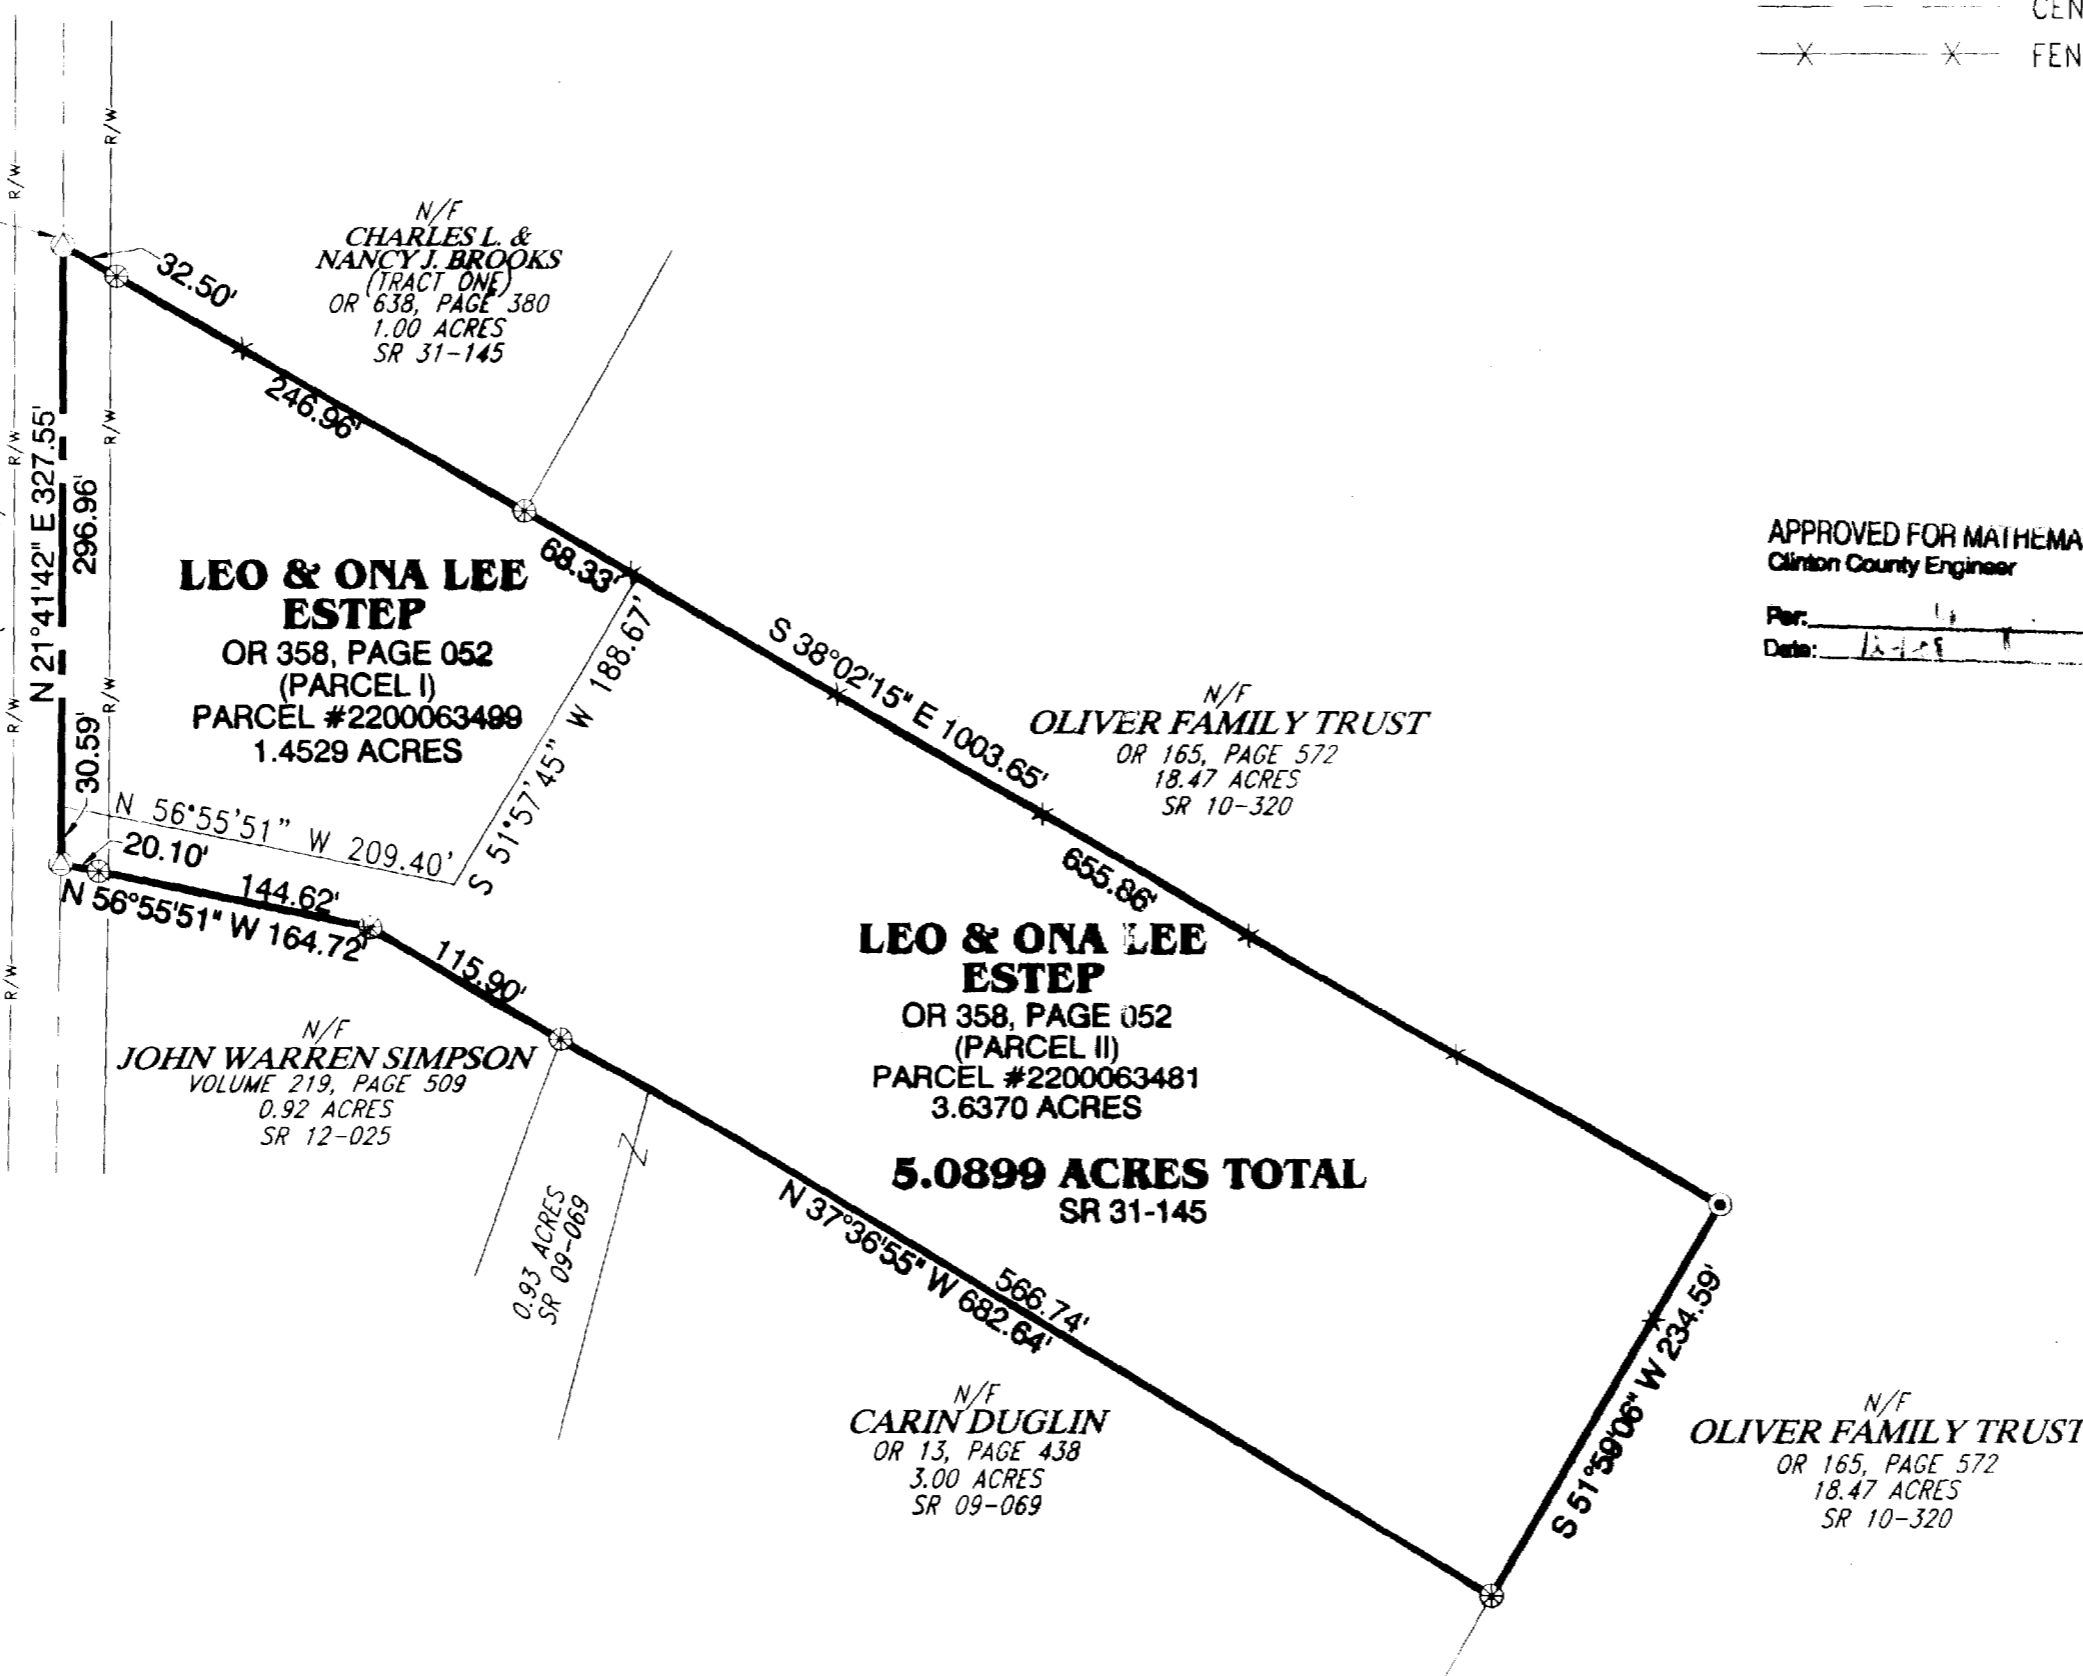 CEN
FEN
R/W
R/W
R/W
R/W
R/W
R/W
R/W
N/F
CHARLES L. &
NANCY J. BROOKS
(TRACT ONE)
OR 638, PAGE 380
1.00 ACRES
SR 31-145
32.50'
246.96'
68.33'
N 21°41'42" E 327.55'
296.96'
30.59'
LEO & ONA LEE
ESTEP
OR 358, PAGE 052
(PARCEL I)
PARCEL #2200063499
1.4529 ACRES
S 51°57'45" W 188.67'
N 56°55'51" W 209.40'
20.10'
144.62'
N 56°55'51" W 164.72'
115.90'
S 38°02'15" E 1003.65'
655.86'
APPROVED FOR MATHEMA
Clinton County Engineer
Per:
Date:
N/F
OLIVER FAMILY TRUST
OR 165, PAGE 572
18.47 ACRES
SR 10-320
LEO & ONA LEE
ESTEP
OR 358, PAGE 052
(PARCEL II)
PARCEL #2200063481
3.6370 ACRES
5.0899 ACRES TOTAL
SR 31-145
N/F
JOHN WARREN SIMPSON
VOLUME 219, PAGE 509
0.92 ACRES
SR 12-025
0.93 ACRES
SR 09-069
N 37°36'55" W 682.64'
566.74'
S 51°59'06" W 234.59'
N/F
CARIN DUGLIN
OR 13, PAGE 438
3.00 ACRES
SR 09-069
N/F
OLIVER FAMILY TRUST
OR 165, PAGE 572
18.47 ACRES
SR 10-320